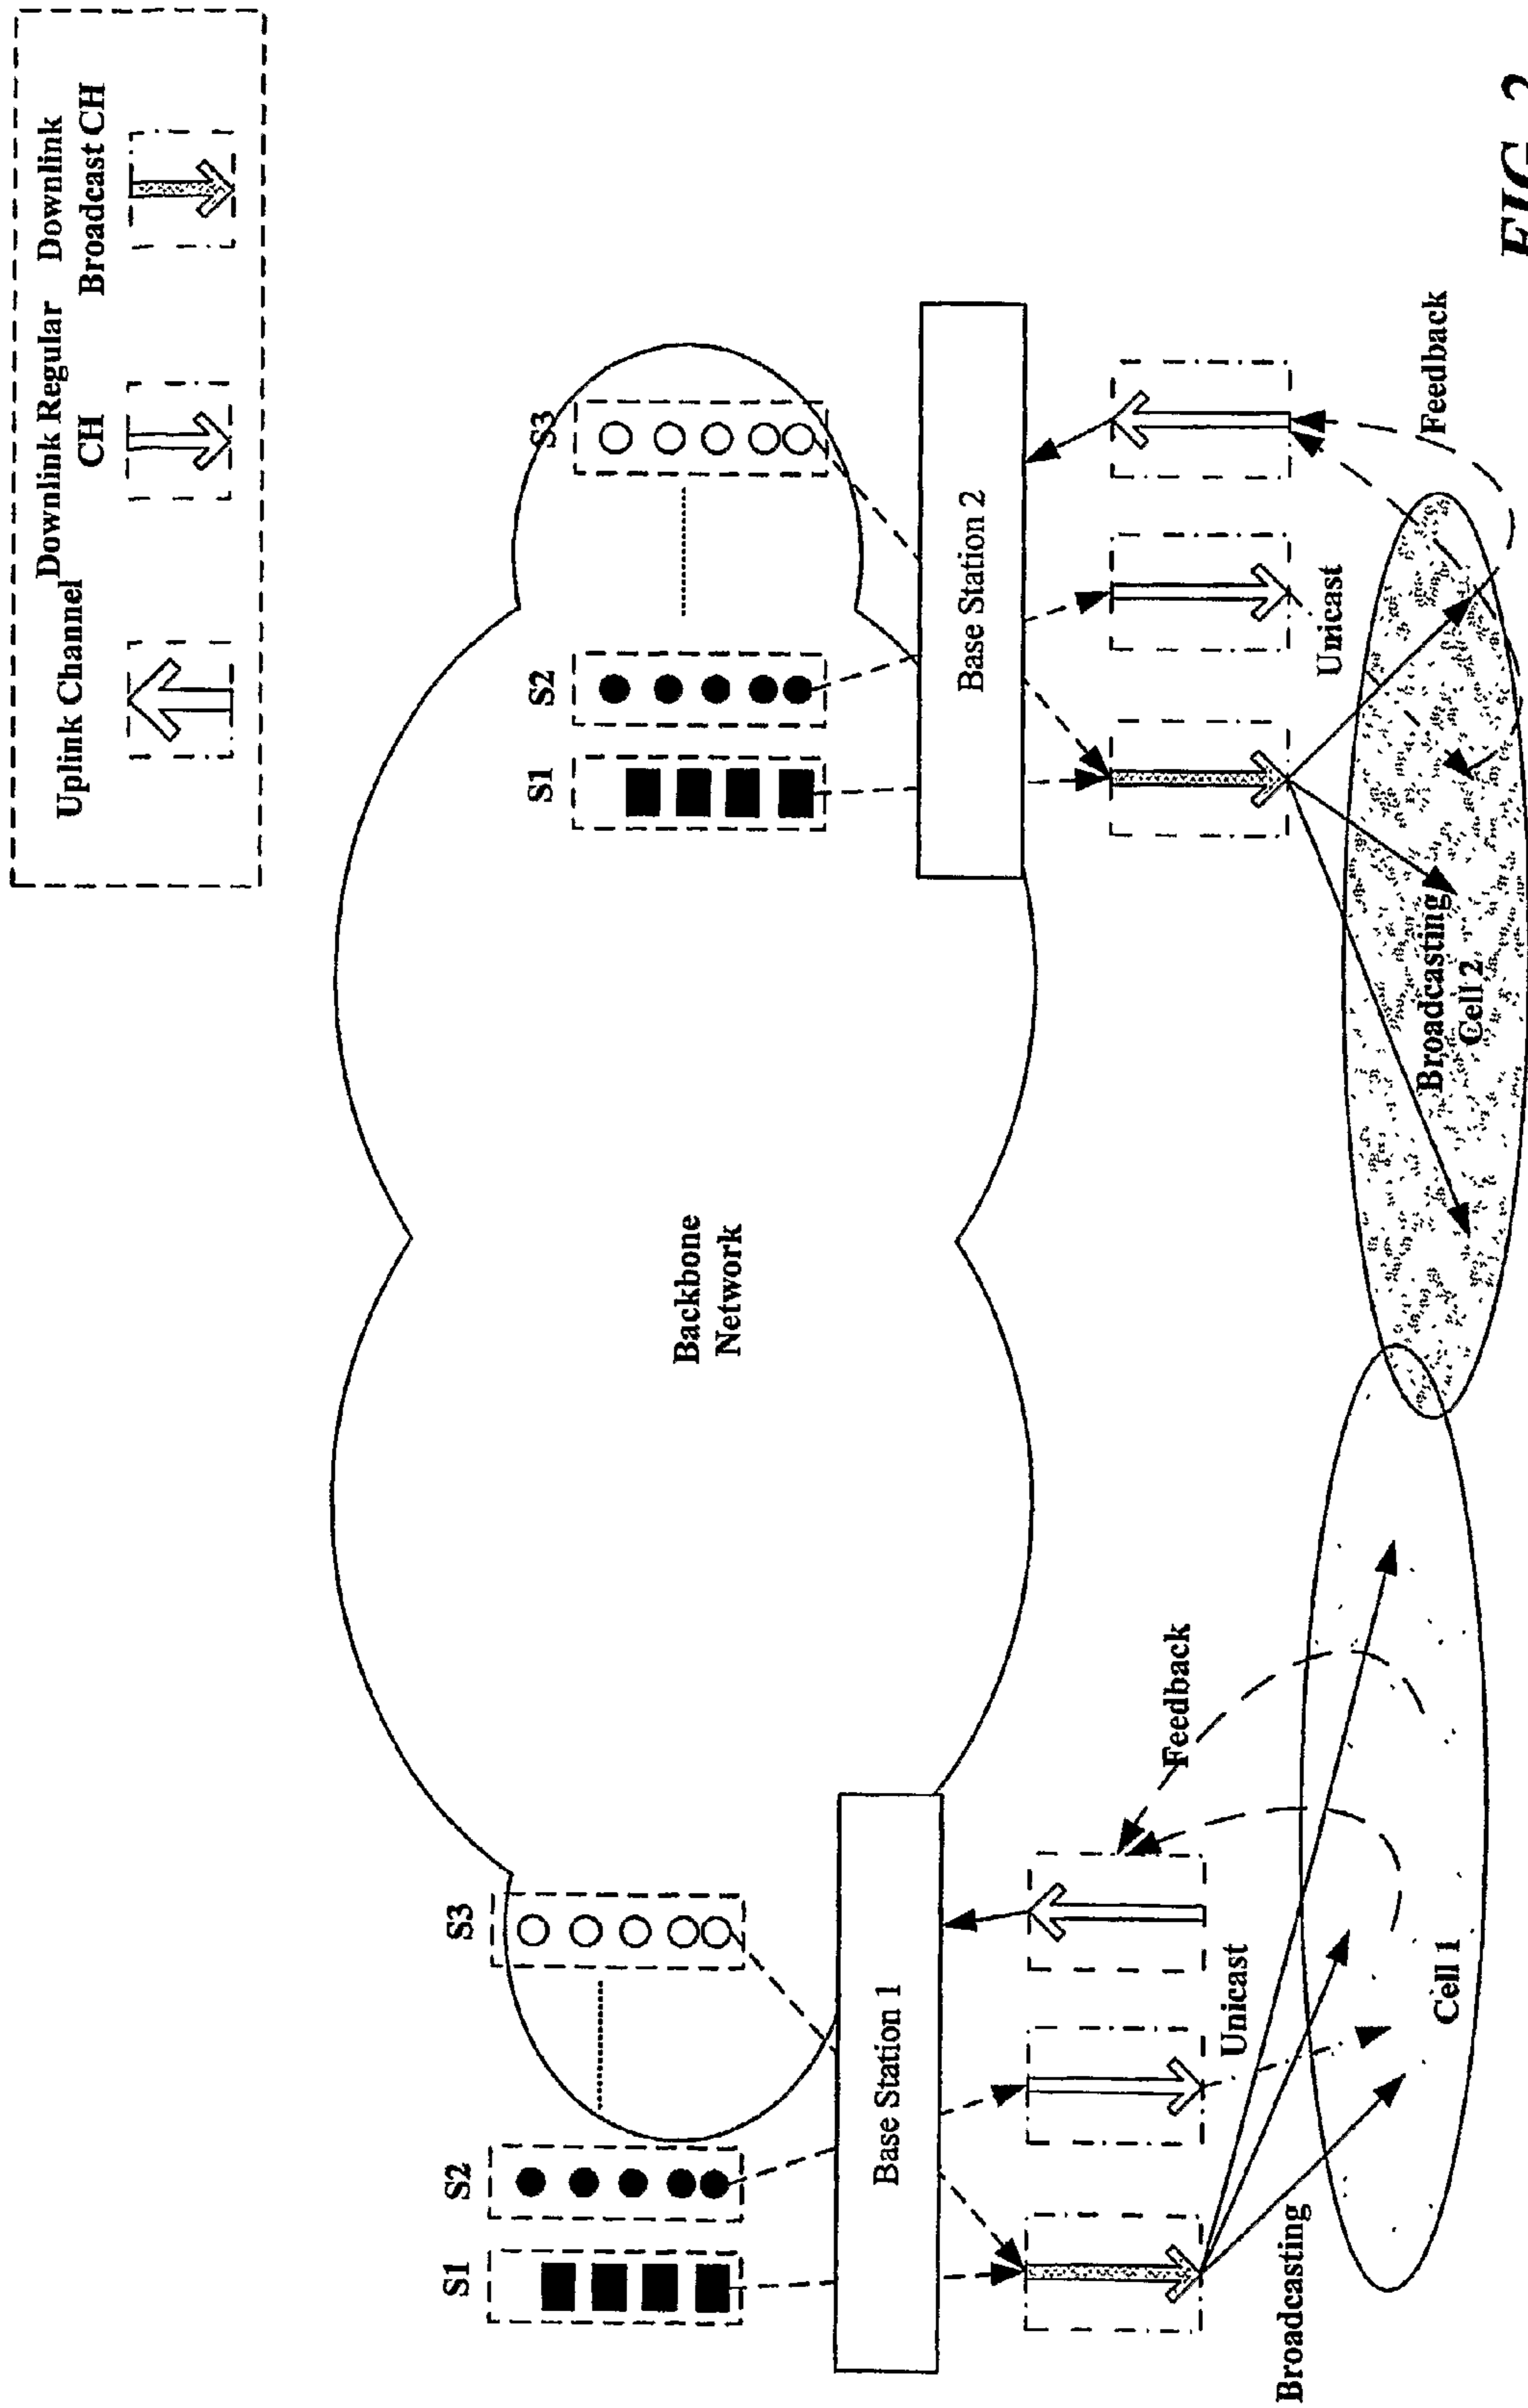 Uplink Channel
Downlink Regular
CH
Downlink
Broadcast CH
S1
S2
S3
S1
S2
S3
Backbone
Network
Base Station 1
Base Station 2
Feedback
Unicast
Broadcasting
Cell 1
Unicast
Feedback
Broadcasting
Cell 2
FIG. 2